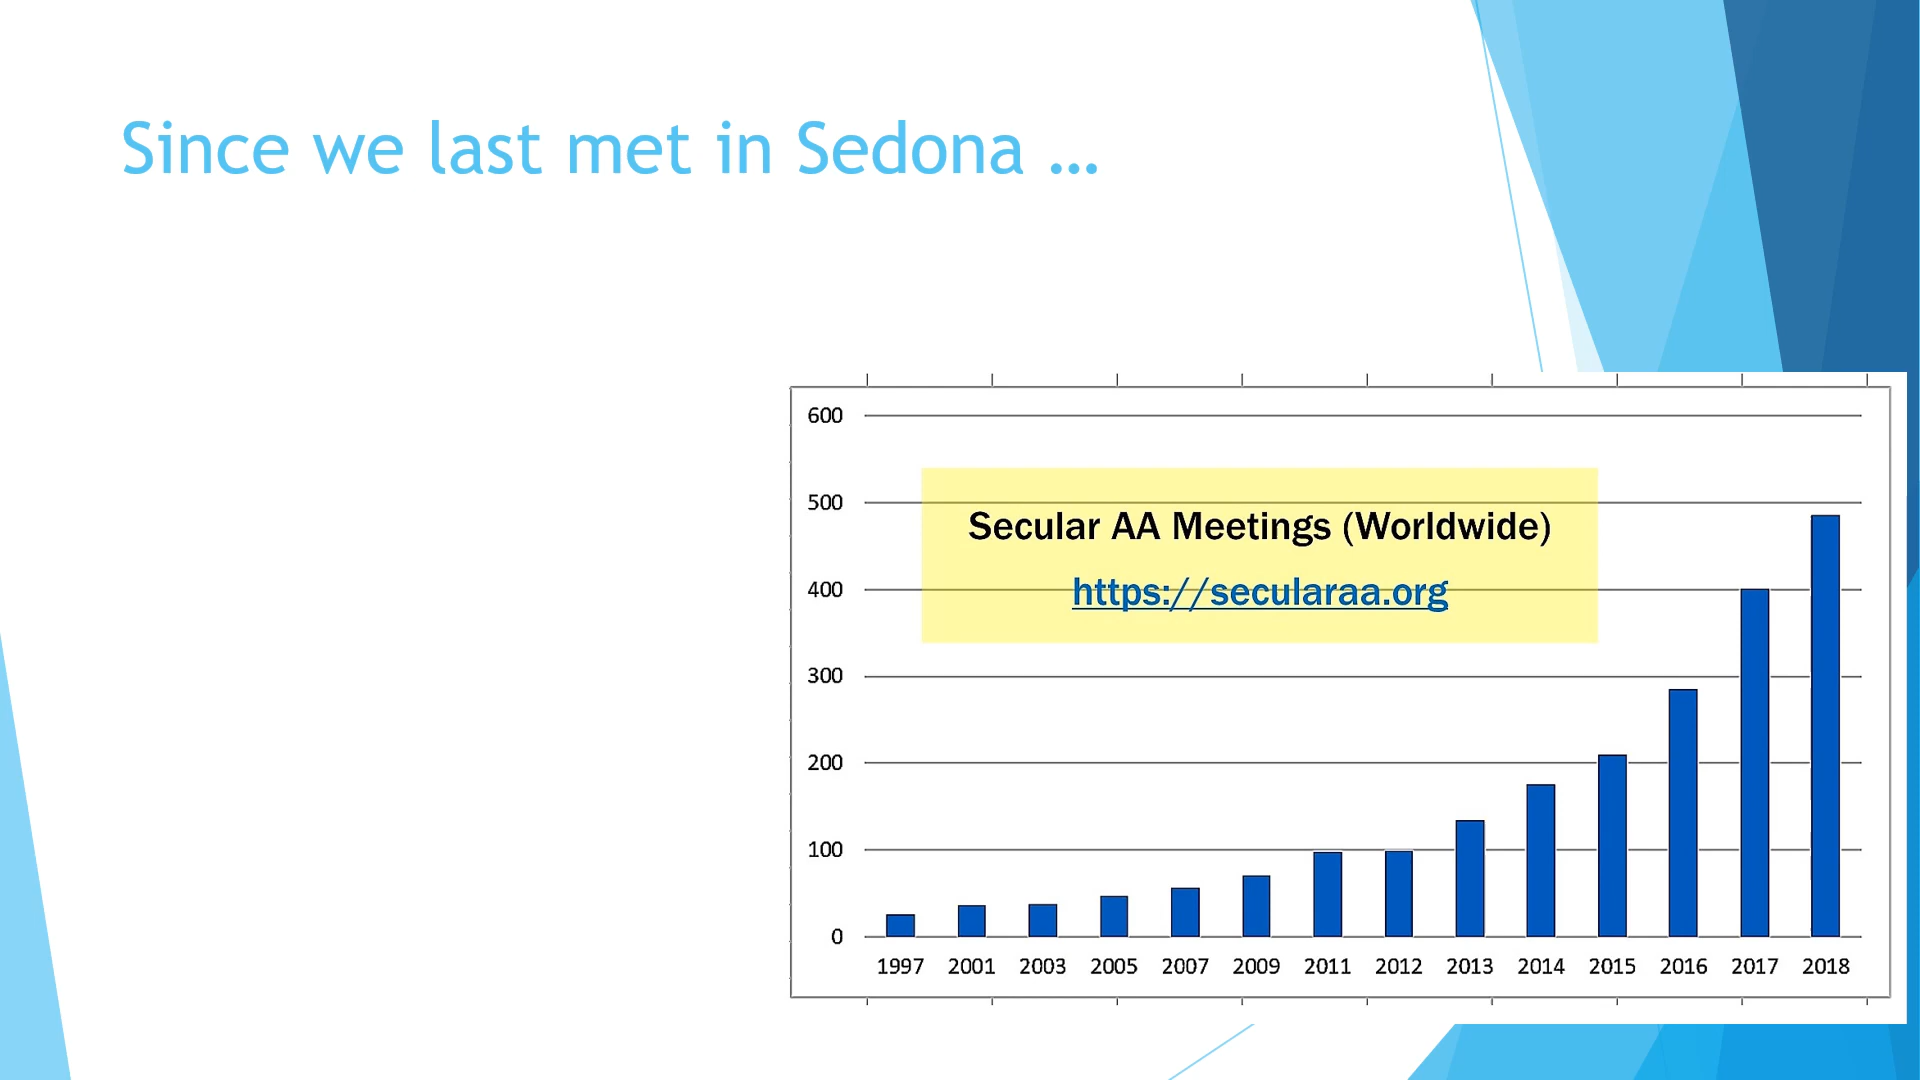 Since we last met in Sedona …
600
500
Secular AA Meetings (Worldwide)
400
https://secularaa.org
300
200
100
0
1997 2001 2003 2005 2007 2009 2011 2012 2013 2014 2015 2016 2017 2018